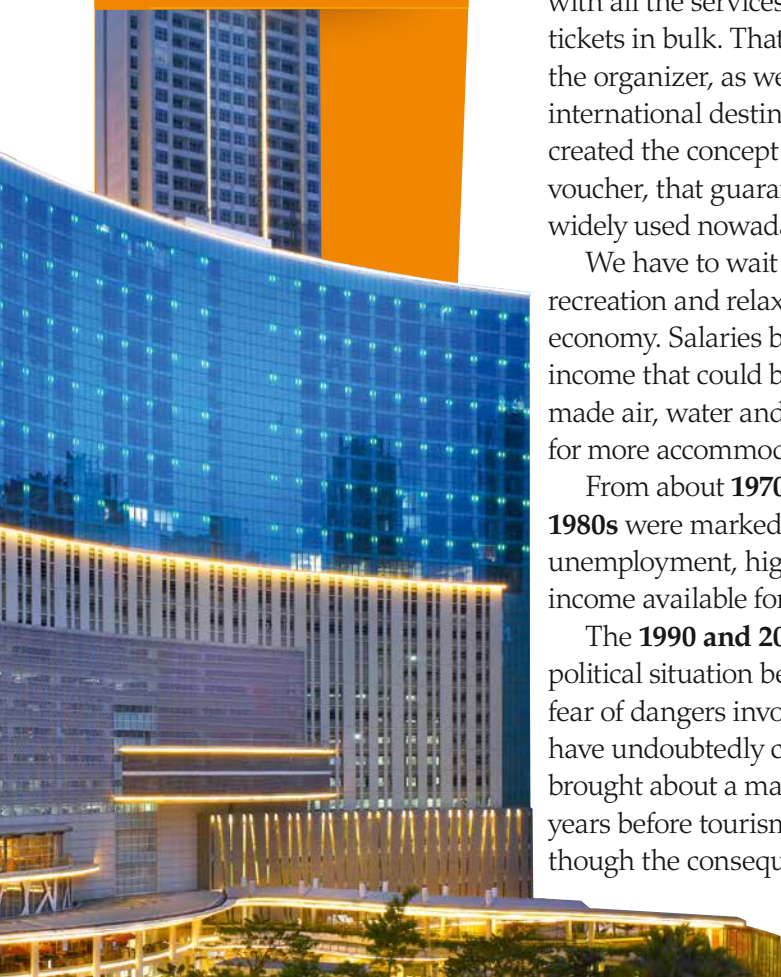 with all the services
tickets in bulk. That
the organizer, as we
international destin
created the concept
voucher, that guara
widely used nowada
We have to wait
recreation and relax
economy. Salaries b
income that could b
made air, water and
for more accommod
From about 1970
1980s were marked
unemployment, hig
income available for
The 1990 and 20
political situation be
fear of dangers invo
have undoubtedly c
brought about a ma
years before tourism
though the consequ